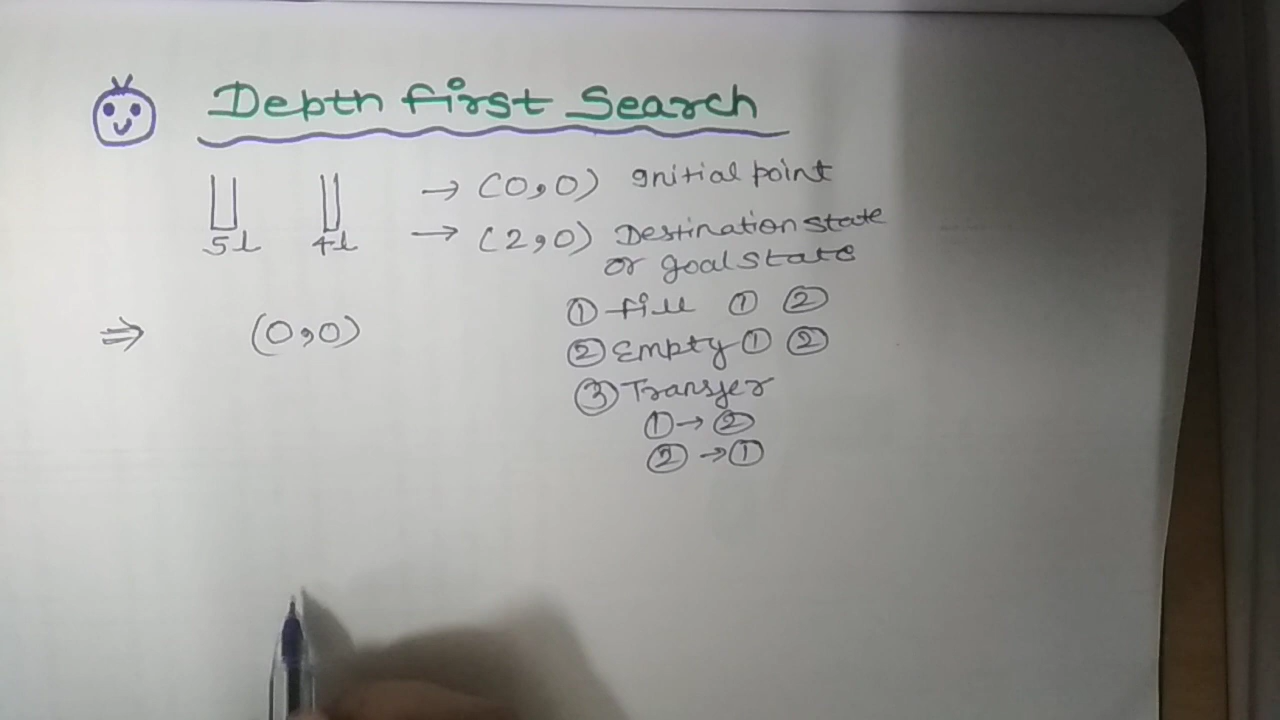 Depth first Search
→ (0,0) Initial point
5l 4l → (2,0) Destination state
or goal state
⇒ (0,0)
① fill ① ②
② Empty ① ②
③ Transfer
① → ②
② → ①